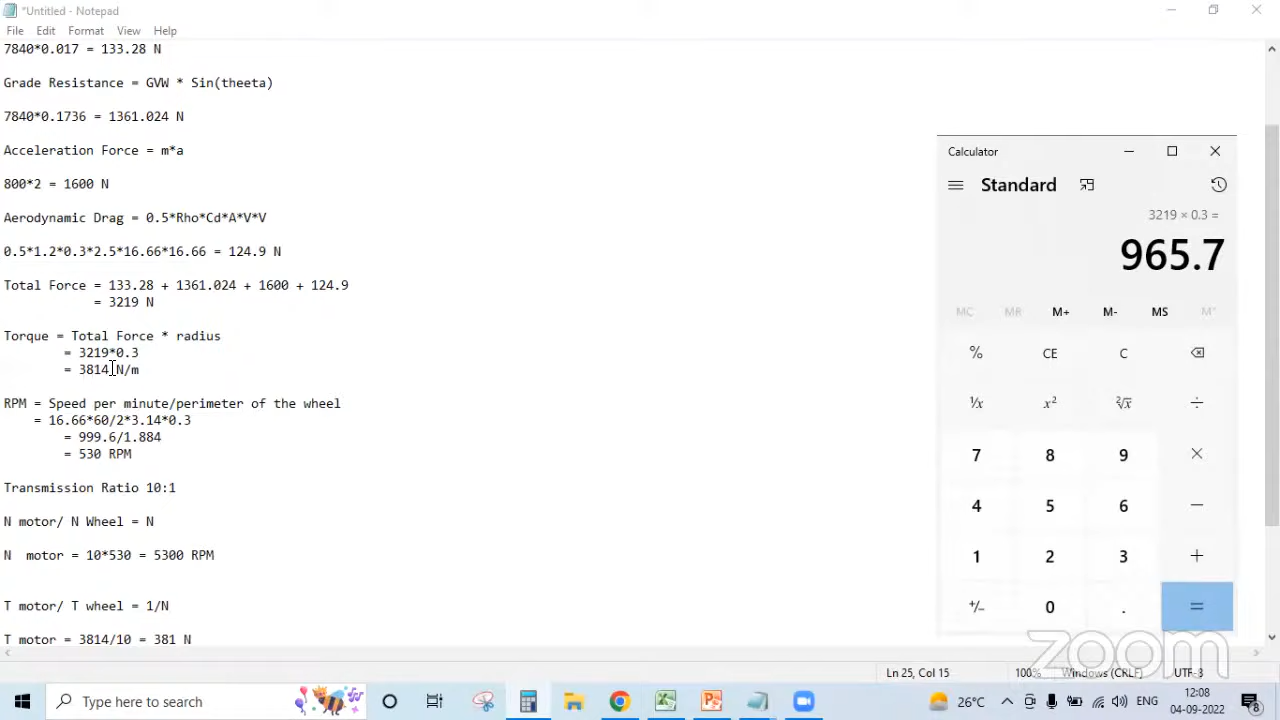 *Untitled - Notepad
File Edit Format View Help
7840*0.017 = 133.28 N
Grade Resistance = GVW * Sin(theeta)
7840*0.1736 = 1361.024 N
Acceleration Force = m*a
800*2 = 1600 N
Aerodynamic Drag = 0.5*Rho*Cd*A*V*V
0.5*1.2*0.3*2.5*16.66*16.66 = 124.9 N
Total Force = 133.28 + 1361.024 + 1600 + 124.9
= 3219 N
Torque = Total Force * radius
= 3219*0.3
= 3814 N/m
RPM = Speed per minute/perimeter of the wheel
= 16.66*60/2*3.14*0.3
= 999.6/1.884
= 530 RPM
Transmission Ratio 10:1
N motor/ N Wheel = N
N  motor = 10*530 = 5300 RPM
T motor/ T wheel = 1/N
T motor = 3814/10 = 381 N
Calculator
Standard
3219 × 0.3 =
965.7
MC MR M+ M- MS M˅
% CE C
¹/x x² ²√x ÷
7 8 9 ×
4 5 6 −
1 2 3 +
+/− 0 . =
zoom
Ln 25, Col 15 100% Windows (CRLF) UTF-8
Type here to search
26°C ENG 12:08
04-09-2022
8